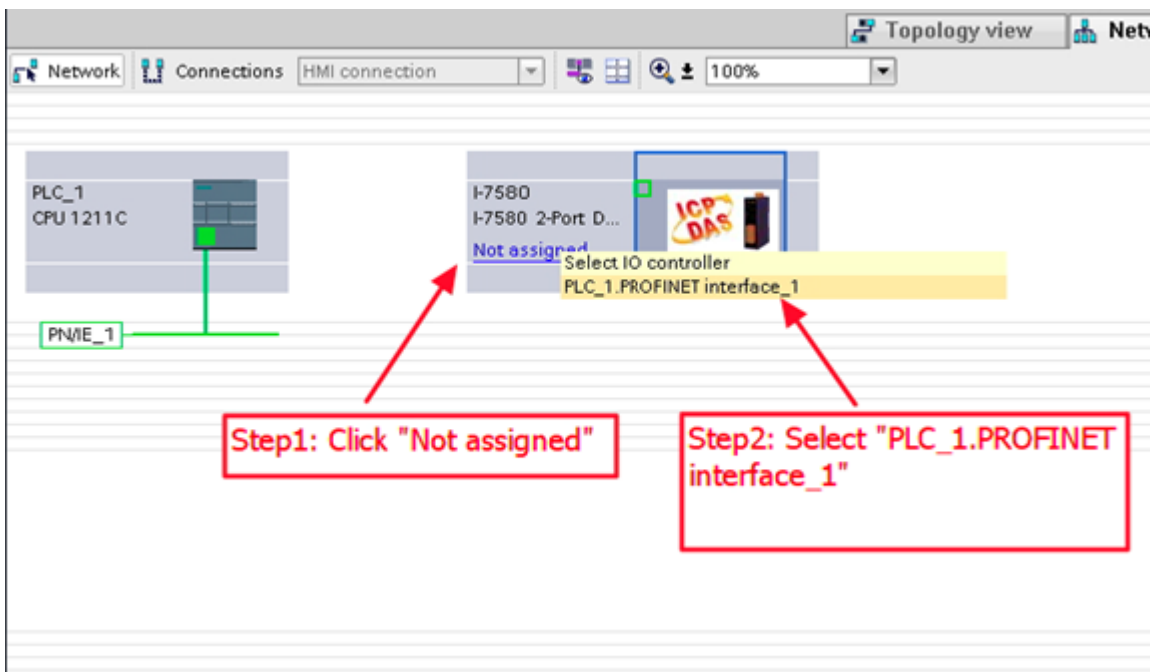 Topology view
Netv
Network
Connections
HMI connection
100%
PLC_1
CPU 1211C
I-7580
I-7580 2-Port D...
Not assigned
ICP
DAS
Select IO controller
PLC_1.PROFINET interface_1
PN/IE_1
Step1: Click "Not assigned"
Step2: Select "PLC_1.PROFINET
interface_1"